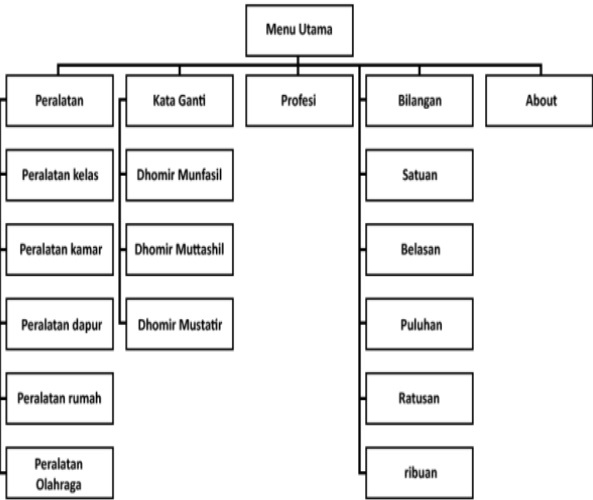 Menu Utama
Peralatan
Kata Ganti
Profesi
Bilangan
About
Peralatan kelas
Dhomir Munfasil
Satuan
Peralatan kamar
Dhomir Muttashil
Belasan
Peralatan dapur
Dhomir Mustatir
Puluhan
Peralatan rumah
Ratusan
Peralatan
Olahraga
ribuan